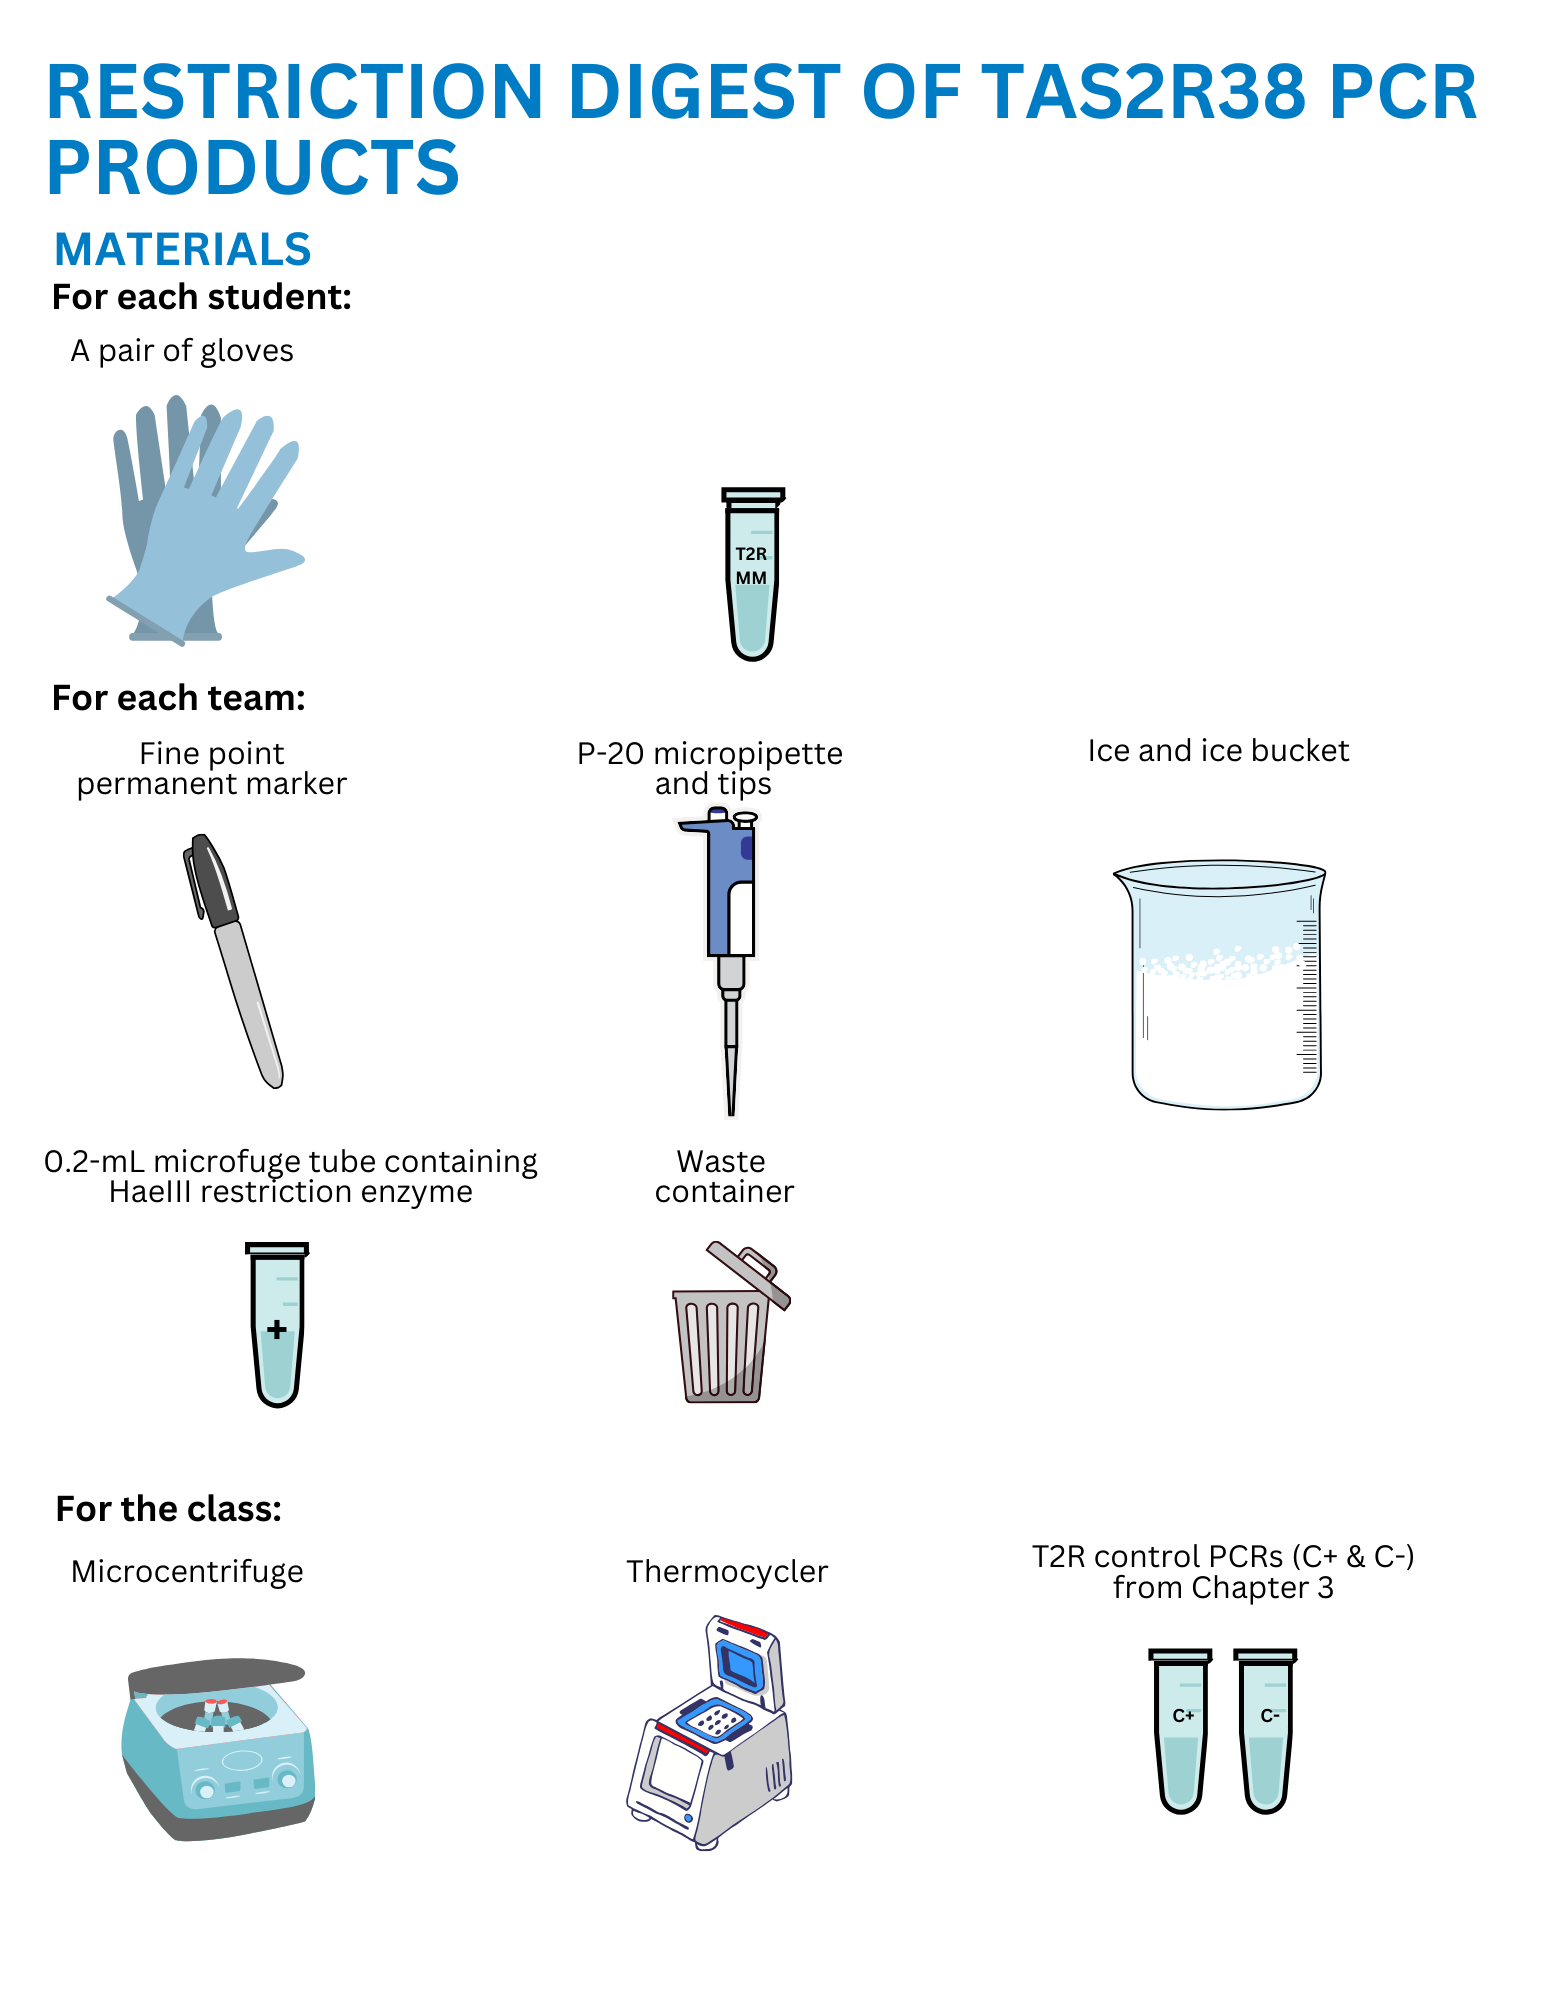 RESTRICTION DIGEST OF TAS2R38 PCR
PRODUCTS
MATERIALS
For each student:
A pair of gloves
T2R
MM
For each team:
Fine point
permanent marker
P-20 micropipette
and tips
Ice and ice bucket
0.2-mL microfuge tube containing
HaeIII restriction enzyme
+
Waste
container
For the class:
Microcentrifuge
Thermocycler
T2R control PCRs (C+ & C-)
from Chapter 3
C+
C-